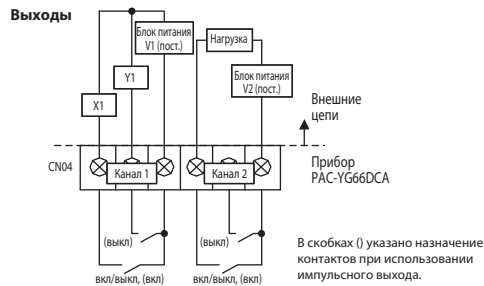 Выходы
Блок питания
V1 (пост.)
Нагрузка
Y1
Блок питания
V2 (пост.)
X1
Внешние
цепи
CN04
Канал 1
Канал 2
Прибор
PAC-YG66DCA
(выкл)
(выкл)
В скобках () указано назначение
контактов при использовании
импульсного выхода.
вкл/выкл, (вкл)
вкл/выкл, (вкл)